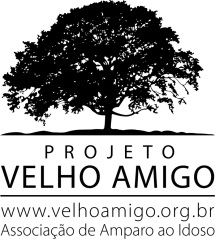 PROJETO
VELHO AMIGO
www.velhoamigo.org.br
Associação de Amparo ao Idoso